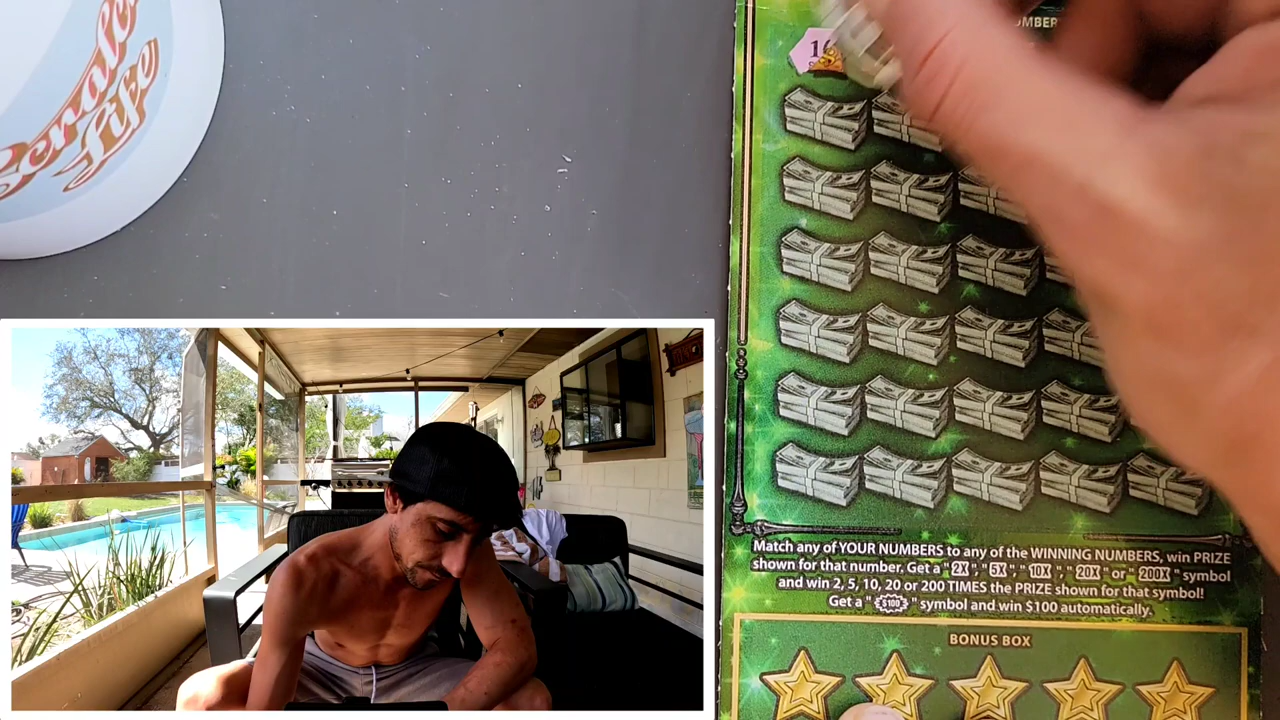 Sendalo
Life
Match any of YOUR NUMBERS to any of the WINNING NUMBERS, win PRIZE
shown for that number. Get a "2X", "5X", "10X", "20X" or "200X" symbol
and win 2, 5, 10, 20 or 200 TIMES the PRIZE shown for that symbol!
Get a "$100" symbol and win $100 automatically.
BONUS BOX